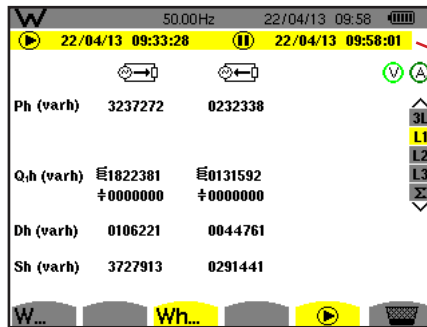 W 50.00Hz 22/04/13 09:58
22/04/13 09:33:28 22/04/13 09:58:01
V A
Ph (varh) 3237272 0232338
3L
L1
L2
Q₁h (varh) 1822381 0131592
L3
÷0000000 ÷0000000
Σ
Dh (varh) 0106221 0044761
Sh (varh) 3727913 0291441
W... Wh...